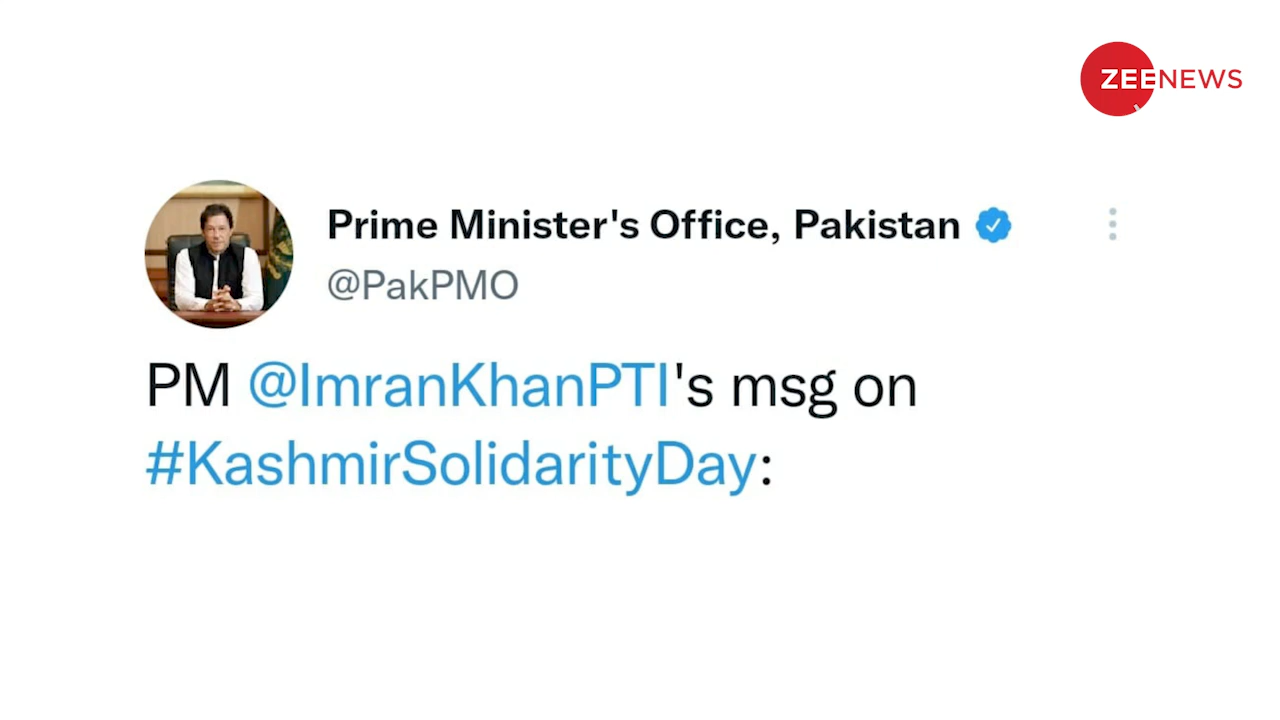 ZEENEWS
Prime Minister's Office, Pakistan
@PakPMO
PM @ImranKhanPTI's msg on
#KashmirSolidarityDay: